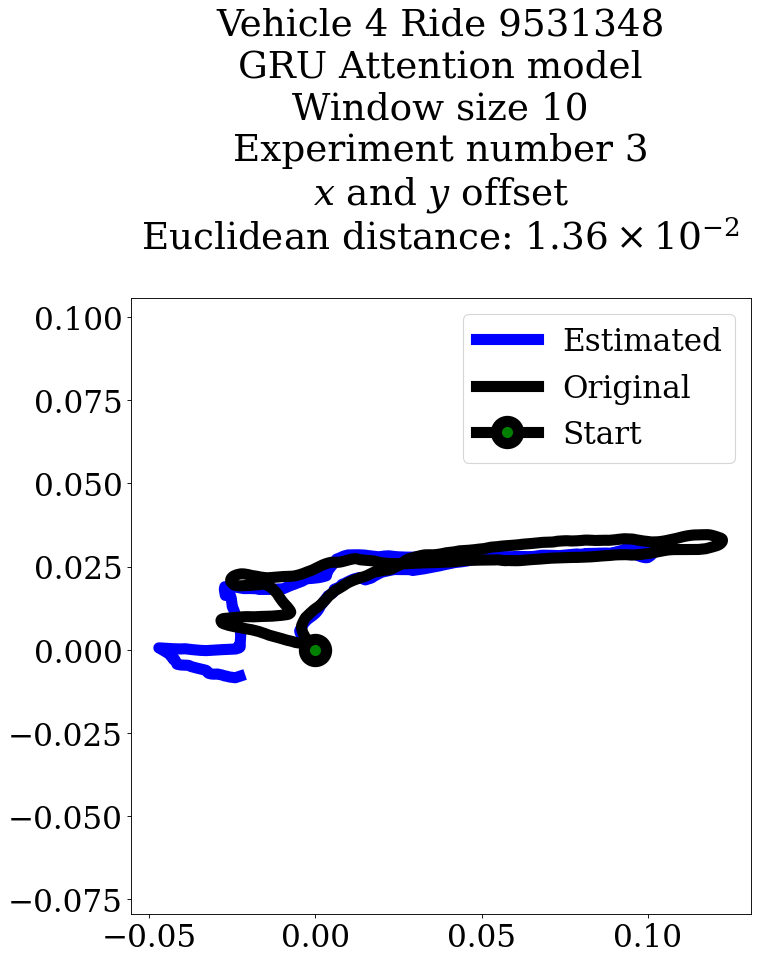 Vehicle 4 Ride 9531348
GRU Attention model
Window size 10
Experiment number 3
x and y offset
Euclidean distance: 1.36 × 10⁻²
Estimated
Original
Start
0.100
0.075
0.050
0.025
0.000
−0.025
−0.050
−0.075
−0.05 0.00 0.05 0.10